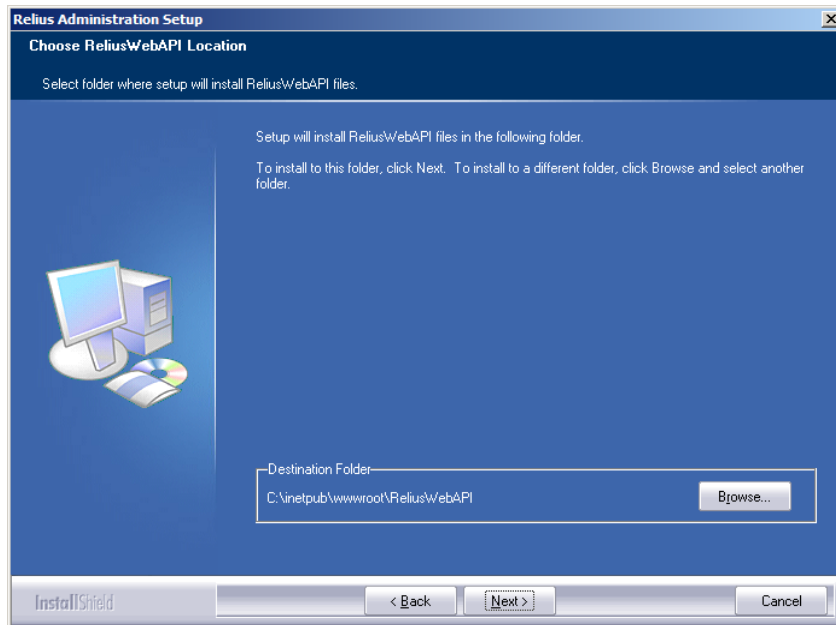 Relius Administration Setup
Choose ReliusWebAPI Location
Select folder where setup will install ReliusWebAPI files.
Setup will install ReliusWebAPI files in the following folder.
To install to this folder, click Next. To install to a different folder, click Browse and select another
folder.
Destination Folder
C:\inetpub\wwwroot\ReliusWebAPI
Browse...
InstallShield
< Back
Next >
Cancel